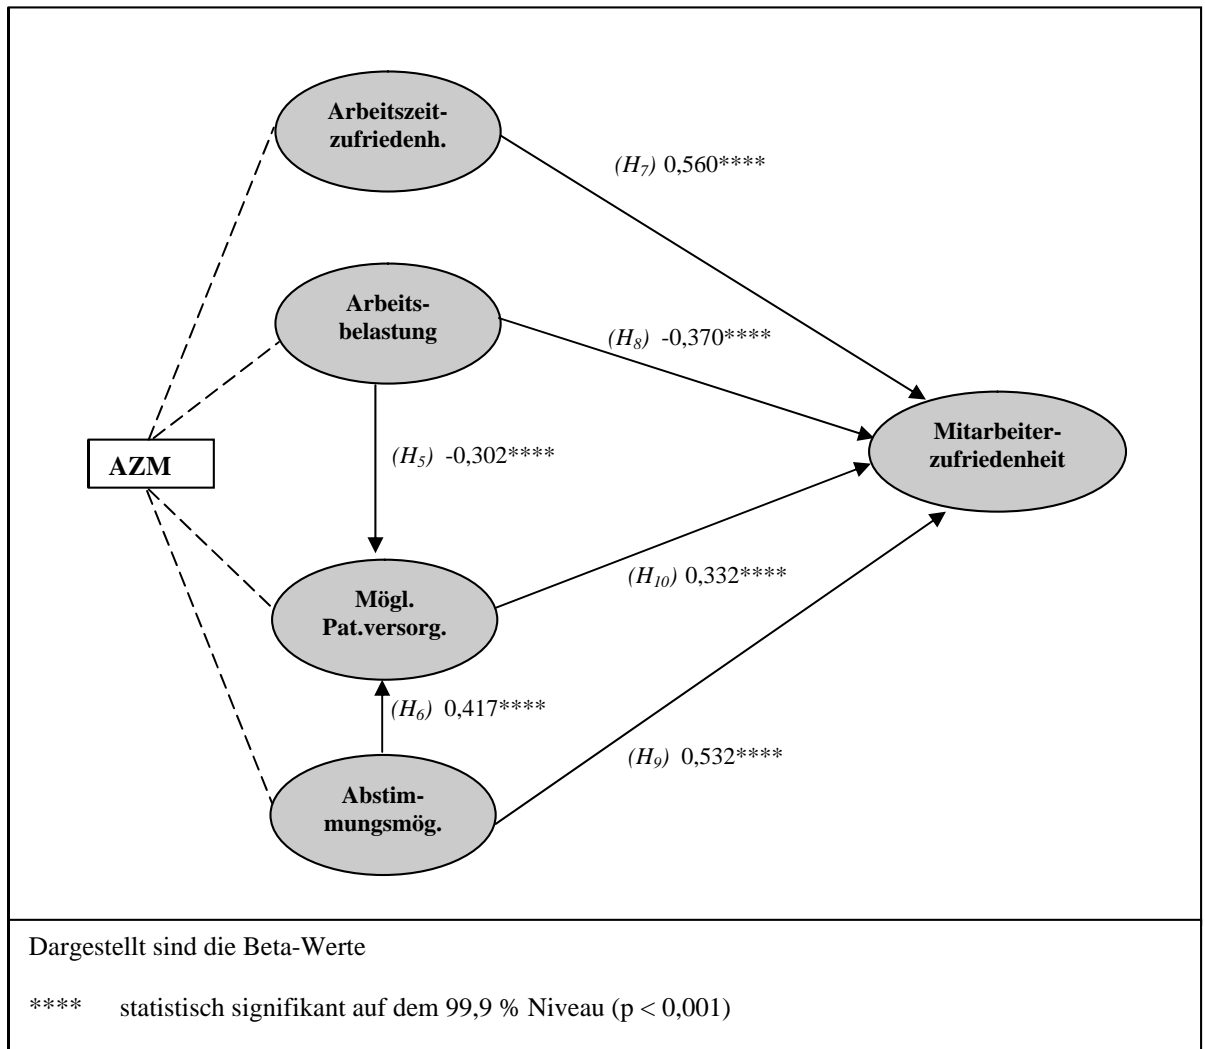 Arbeitszeit-
zufriedenh.
(H7) 0,560****
Arbeits-
belastung
(H8) -0,370****
Mitarbeiter-
zufriedenheit
AZM
(H5) -0,302****
(H10) 0,332****
Mögl.
Pat.versorg.
(H6) 0,417****
(H9) 0,532****
Abstim-
mungsmög.
Dargestellt sind die Beta-Werte
**** statistisch signifikant auf dem 99,9 % Niveau (p < 0,001)